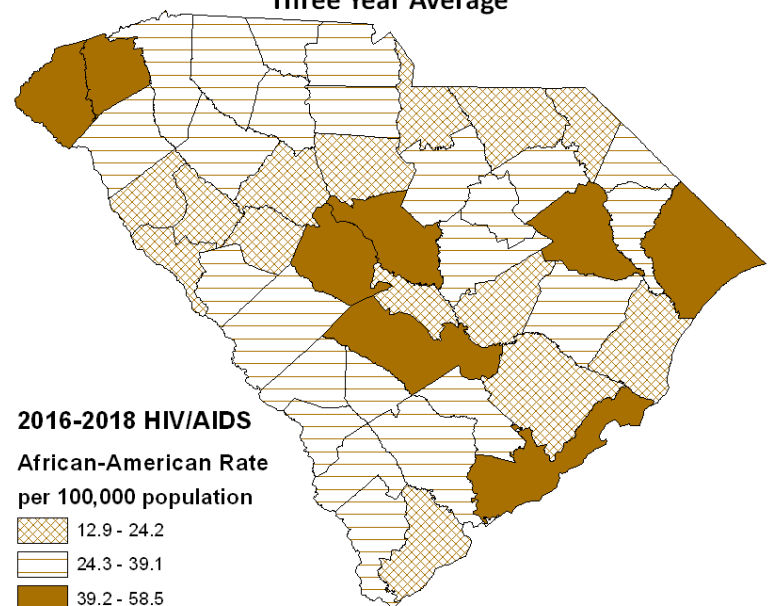 Three Year Average
2016-2018 HIV/AIDS
African-American Rate
per 100,000 population
12.9 - 24.2
24.3 - 39.1
39.2 - 58.5